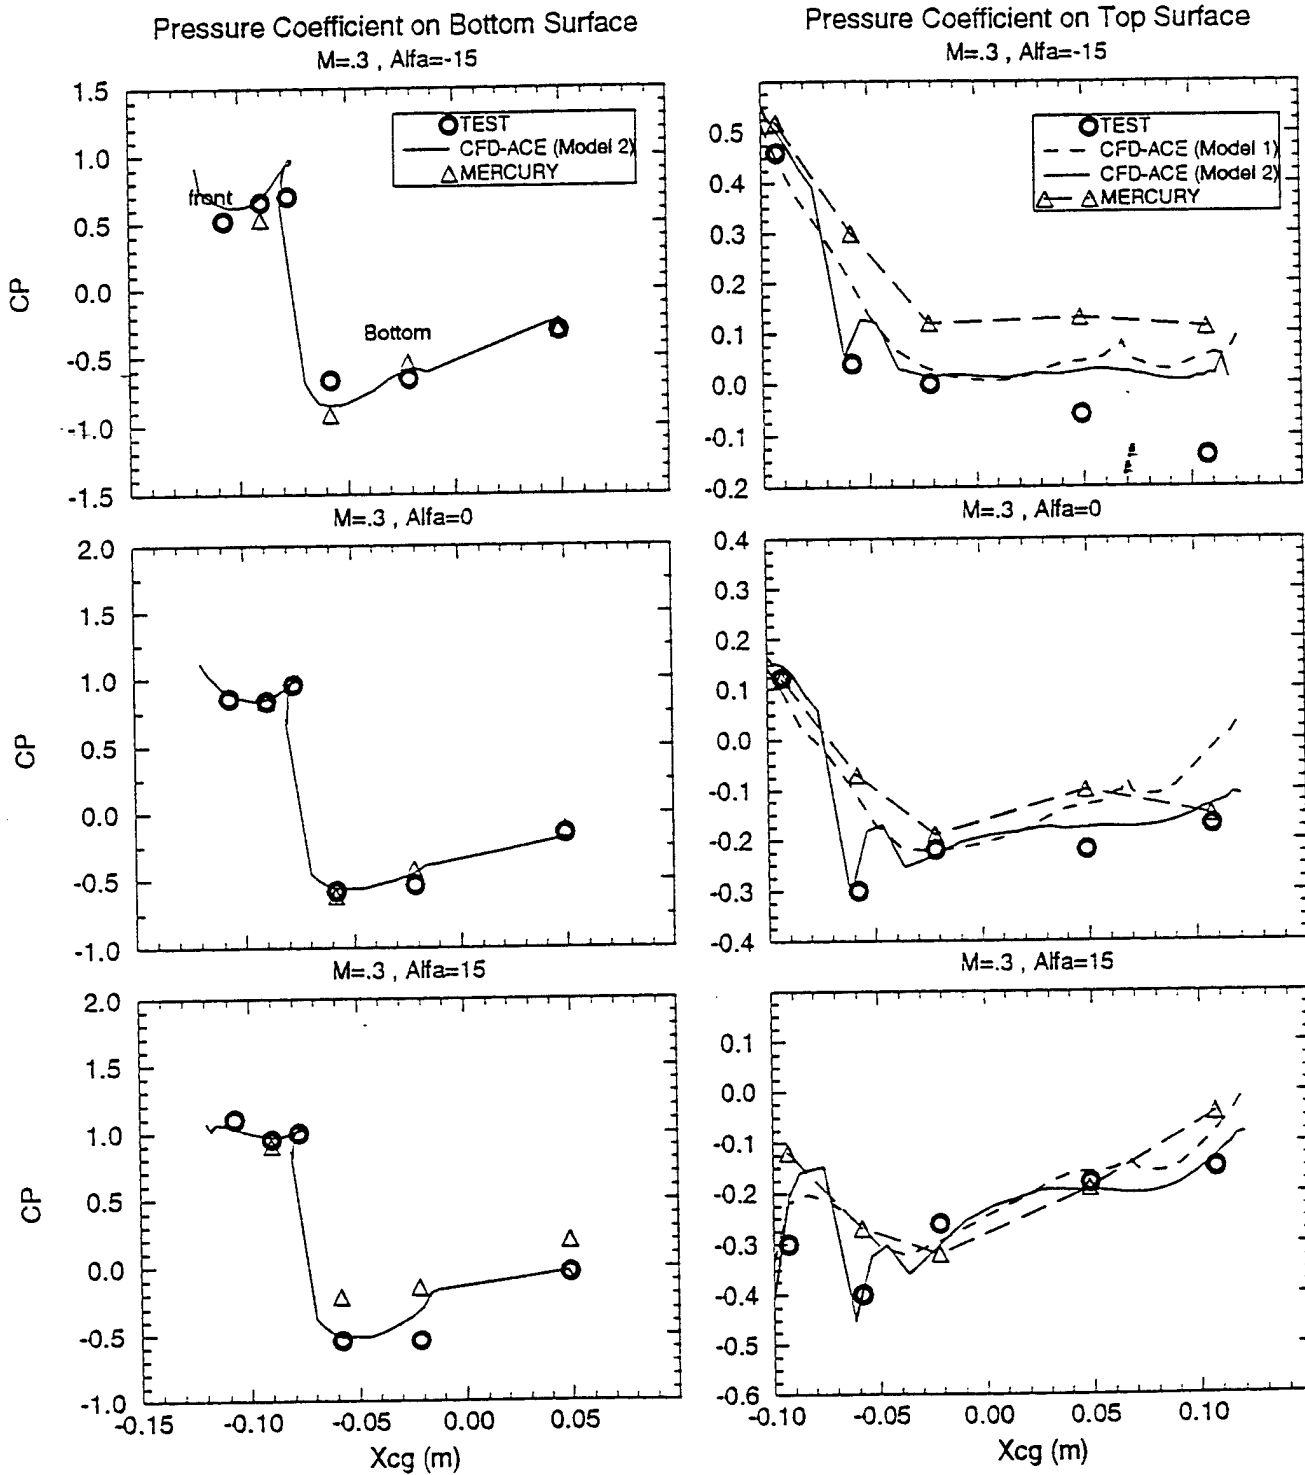 Pressure Coefficient on Bottom Surface
M=.3 , Alfa=-15
1.5
1.0
0.5
0.0
-0.5
-1.0
-1.5
CP
TEST
CFD-ACE (Model 2)
MERCURY
front
Bottom
M=.3 , Alfa=0
2.0
1.5
1.0
0.5
0.0
-0.5
-1.0
CP
M=.3 , Alfa=15
2.0
1.5
1.0
0.5
0.0
-0.5
-1.0
CP
-0.15
-0.10
-0.05
0.00
0.05
Xcg (m)
Pressure Coefficient on Top Surface
M=.3 , Alfa=-15
0.5
0.4
0.3
0.2
0.1
0.0
-0.1
-0.2
TEST
CFD-ACE (Model 1)
CFD-ACE (Model 2)
MERCURY
M=.3 , Alfa=0
0.4
0.3
0.2
0.1
0.0
-0.1
-0.2
-0.3
-0.4
M=.3 , Alfa=15
0.1
0.0
-0.1
-0.2
-0.3
-0.4
-0.5
-0.6
-0.10
-0.05
0.00
0.05
0.10
Xcg (m)